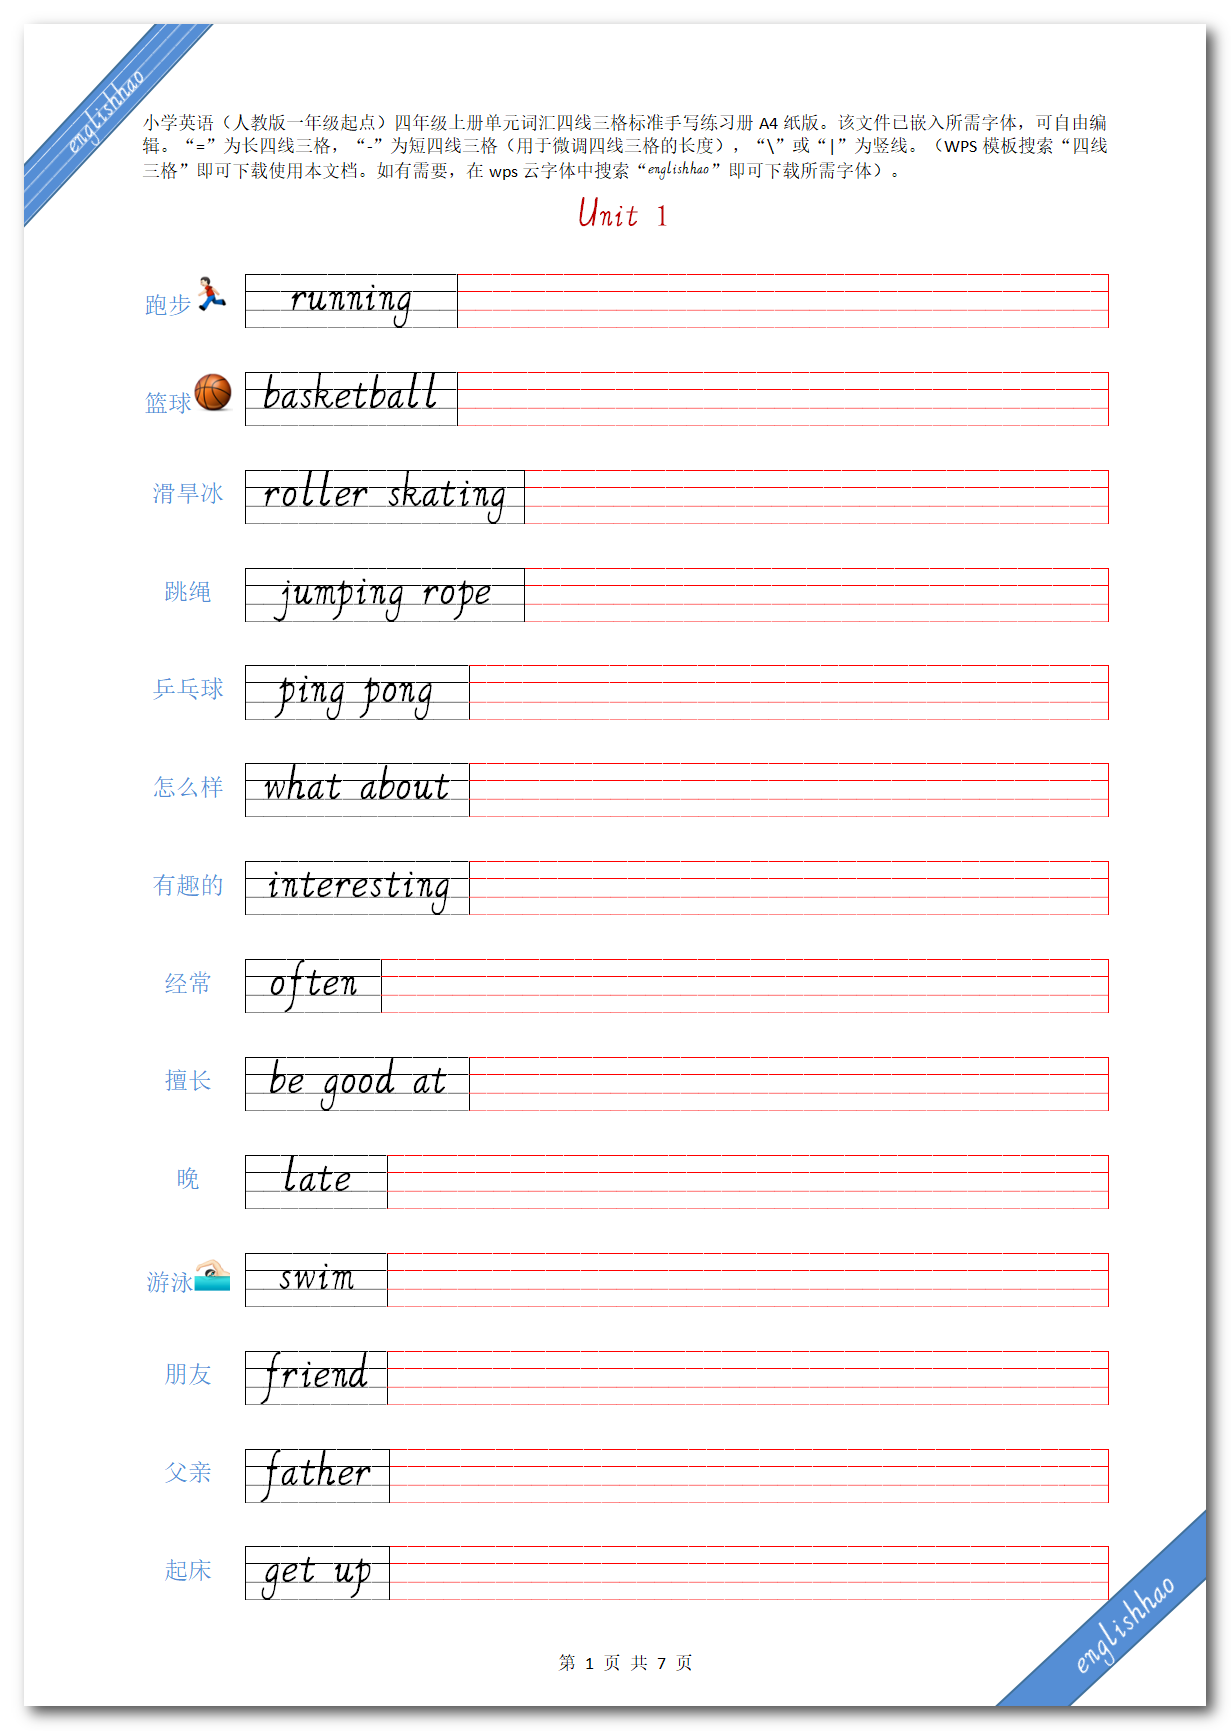 englishhao
小学英语（人教版一年级起点）四年级上册单元词汇四线三格标准手写练习册 A4 纸版。该文件已嵌入所需字体，可自由编
辑。“=”为长四线三格，“-”为短四线三格（用于微调四线三格的长度），“\”或“|”为竖线。（WPS 模板搜索“四线
三格”即可下载使用本文档。如有需要，在 wps 云字体中搜索“englishhao”即可下载所需字体）。
Unit 1
跑步 running
篮球 basketball
滑旱冰 roller skating
跳绳 jumping rope
乒乓球 ping pong
怎么样 what about
有趣的 interesting
经常 often
擅长 be good at
晚 late
游泳 swim
朋友 friend
父亲 father
起床 get up
englishhao
第 1 页 共 7 页